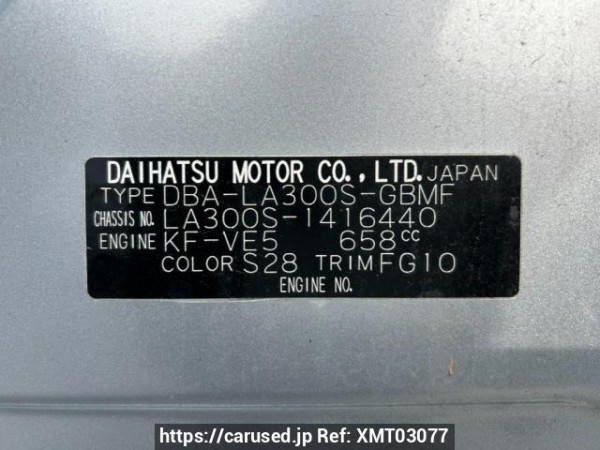 DAIHATSU MOTOR CO., LTD. JAPAN
TYPE DBA-LA300S-GBMF
CHASSIS NO. LA300S-1416440
ENGINE KF-VE5 658cc
COLOR S28 TRIM FG10
ENGINE NO.
https://carused.jp Ref: XMT03077